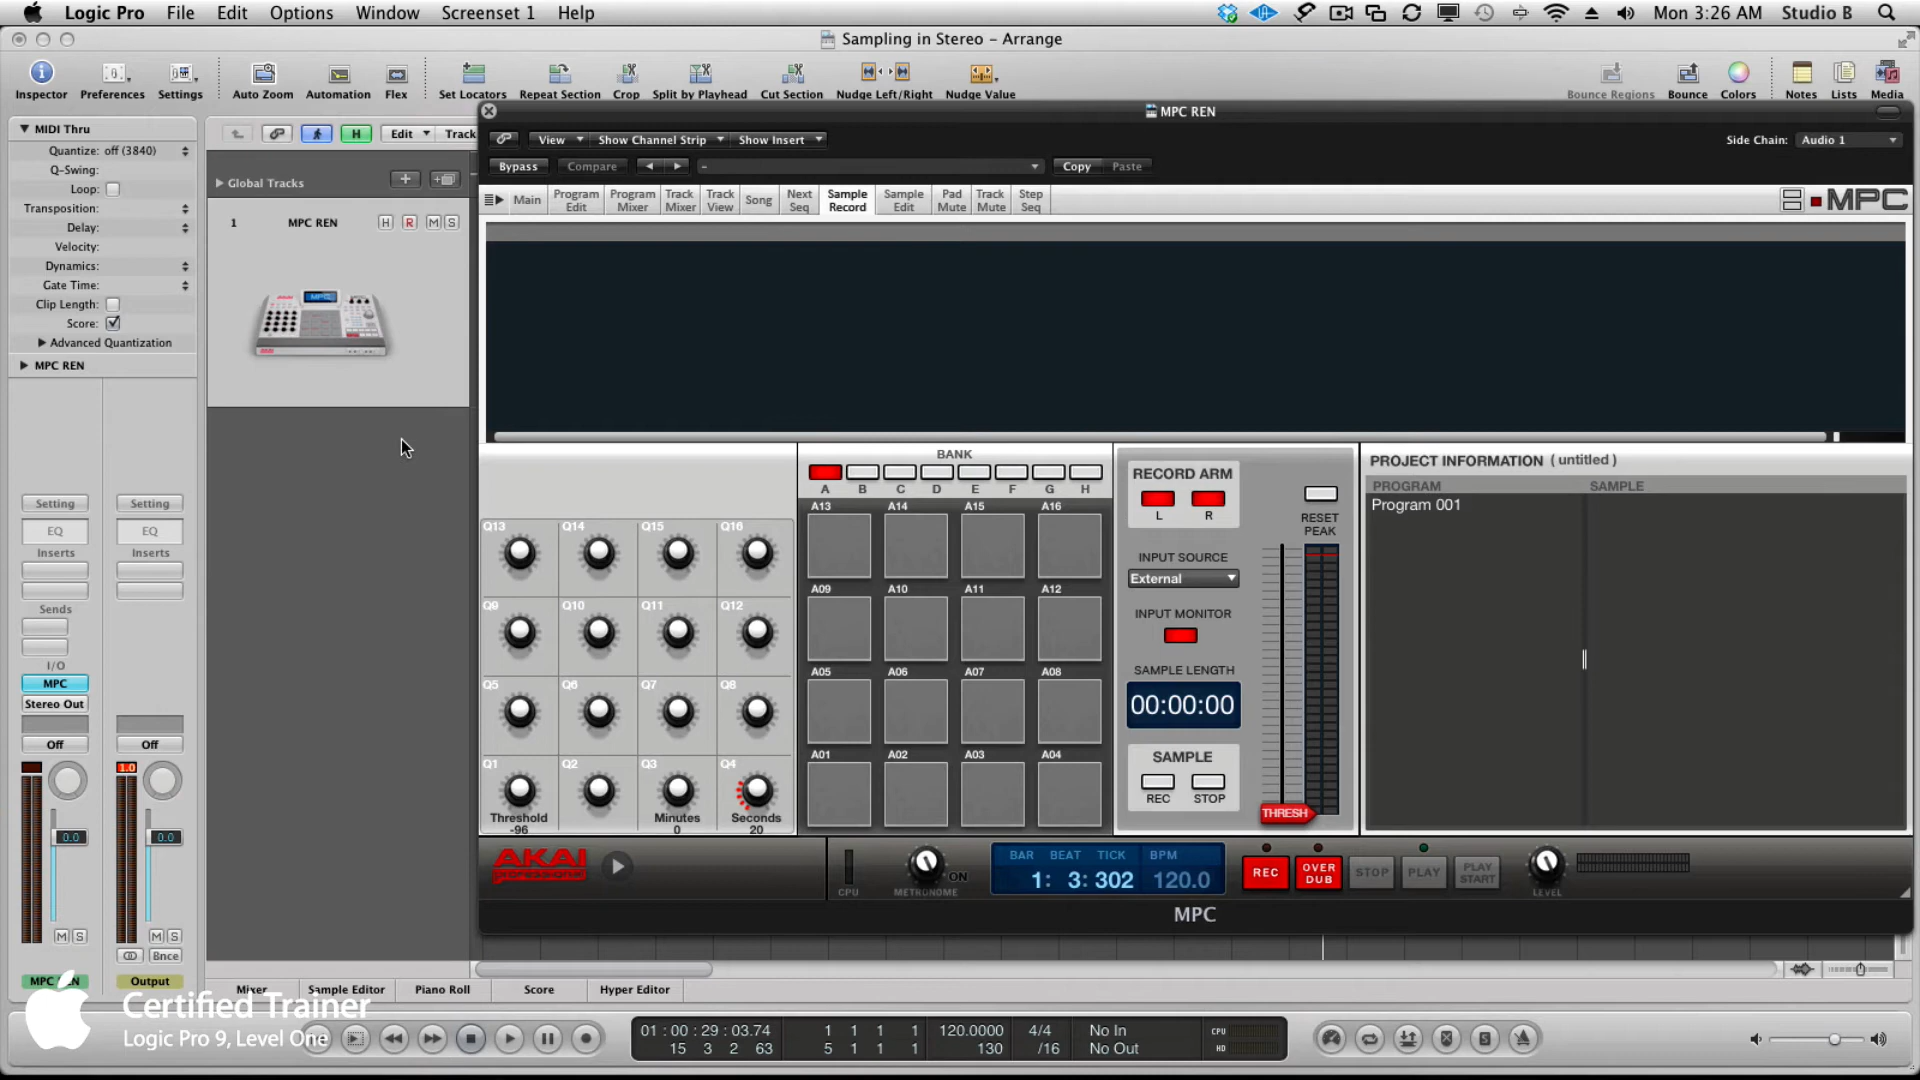 Logic Pro File Edit Options Window Screenset 1 Help Mon 3:26 AM Studio B
Sampling in Stereo – Arrange
Inspector Preferences Settings Auto Zoom Automation Flex Set Locators Repeat Section Crop Split by Playhead Cut Section Nudge Left/Right Nudge Value Bounce Regions Bounce Colors Notes Lists Media
MPC REN
MIDI Thru
Quantize: off (3840)
Q-Swing:
Loop:
Transposition:
Delay:
Velocity:
Dynamics:
Gate Time:
Clip Length:
Score:
Advanced Quantization
MPC REN
H Edit Track
Global Tracks
1 MPC REN H R M S
View Show Channel Strip Show Insert Side Chain: Audio 1
Bypass Compare – Copy Paste
Main Program Edit Program Mixer Track Mixer Track View Song Next Seq Sample Record Sample Edit Pad Mute Track Mute Step Seq MPC
BANK
A B C D E F G H
Q13 Q14 Q15 Q16
Q9 Q10 Q11 Q12
Q5 Q6 Q7 Q8
Q1 Q2 Q3 Q4
Threshold Minutes Seconds
-96 0 20
A13 A14 A15 A16
A09 A10 A11 A12
A05 A06 A07 A08
A01 A02 A03 A04
RECORD ARM
L R
RESET PEAK
INPUT SOURCE
External
INPUT MONITOR
SAMPLE LENGTH
00:00:00
SAMPLE
REC STOP
THRESH
PROJECT INFORMATION ( untitled )
PROGRAM SAMPLE
Program 001
AKAI
professional
CPU
METRONOME
ON
BAR BEAT TICK BPM
1: 3: 302 120.0
REC OVER DUB STOP PLAY PLAY START
LEVEL
MPC
Setting Setting
EQ EQ
Inserts Inserts
Sends
I/O
MPC
Stereo Out
Off Off
1.0
0.0 0.0
M S M S
Bnce
MPC Output
Mixer Sample Editor Piano Roll Score Hyper Editor
Certified Trainer
Logic Pro 9, Level One
01 : 00 : 29 : 03.74 1 1 1 1 120.0000 4/4 No In CPU
15 3 2 63 5 1 1 1 130 /16 No Out HD